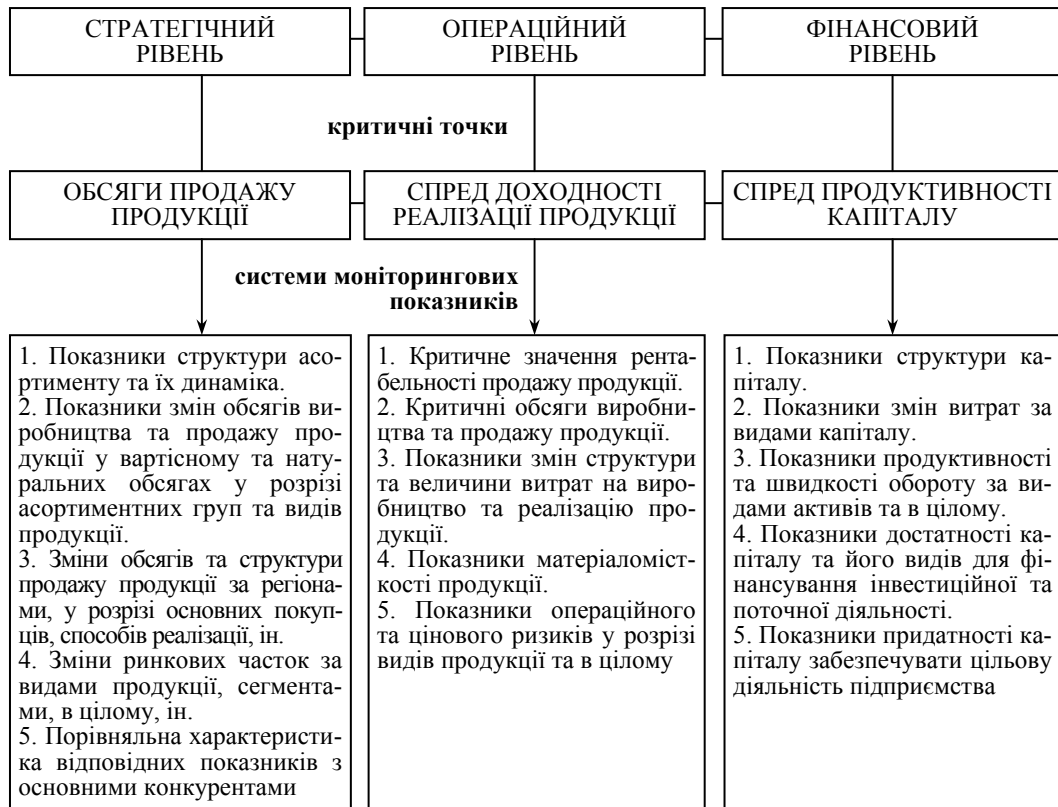 СТРАТЕГІЧНИЙ
РІВЕНЬ
ОПЕРАЦІЙНИЙ
РІВЕНЬ
ФІНАНСОВИЙ
РІВЕНЬ
критичні точки
ОБСЯГИ ПРОДАЖУ
ПРОДУКЦІЇ
СПРЕД ДОХОДНОСТІ
РЕАЛІЗАЦІЇ ПРОДУКЦІЇ
СПРЕД ПРОДУКТИВНОСТІ
КАПІТАЛУ
системи моніторингових
показників
1. Показники структури асо-
ртименту та їх динаміка.
2. Показники змін обсягів ви-
робництва та продажу про-
дукції у вартісному та нату-
ральних обсягах у розрізі
асортиментних груп та видів
продукції.
3. Зміни обсягів та структури
продажу продукції за регіона-
ми, у розрізі основних покуп-
ців, способів реалізації, ін.
4. Зміни ринкових часток за
видами продукції, сегмента-
ми, в цілому, ін.
5. Порівняльна характеристи-
ка відповідних показників з
основними конкурентами
1. Критичне значення рента-
бельності продажу продукції.
2. Критичні обсяги виробни-
цтва та продажу продукції.
3. Показники змін структури
та величини витрат на виро-
бництво та реалізацію про-
дукції.
4. Показники матеріаломіст-
кості продукції.
5. Показники операційного
та цінового ризиків у розрізі
видів продукції та в цілому
1. Показники структури ка-
піталу.
2. Показники змін витрат за
видами капіталу.
3. Показники продуктивності
та швидкості обороту за ви-
дами активів та в цілому.
4. Показники достатності ка-
піталу та його видів для фі-
нансування інвестиційної та
поточної діяльності.
5. Показники придатності ка-
піталу забезпечувати цільову
діяльність підприємства